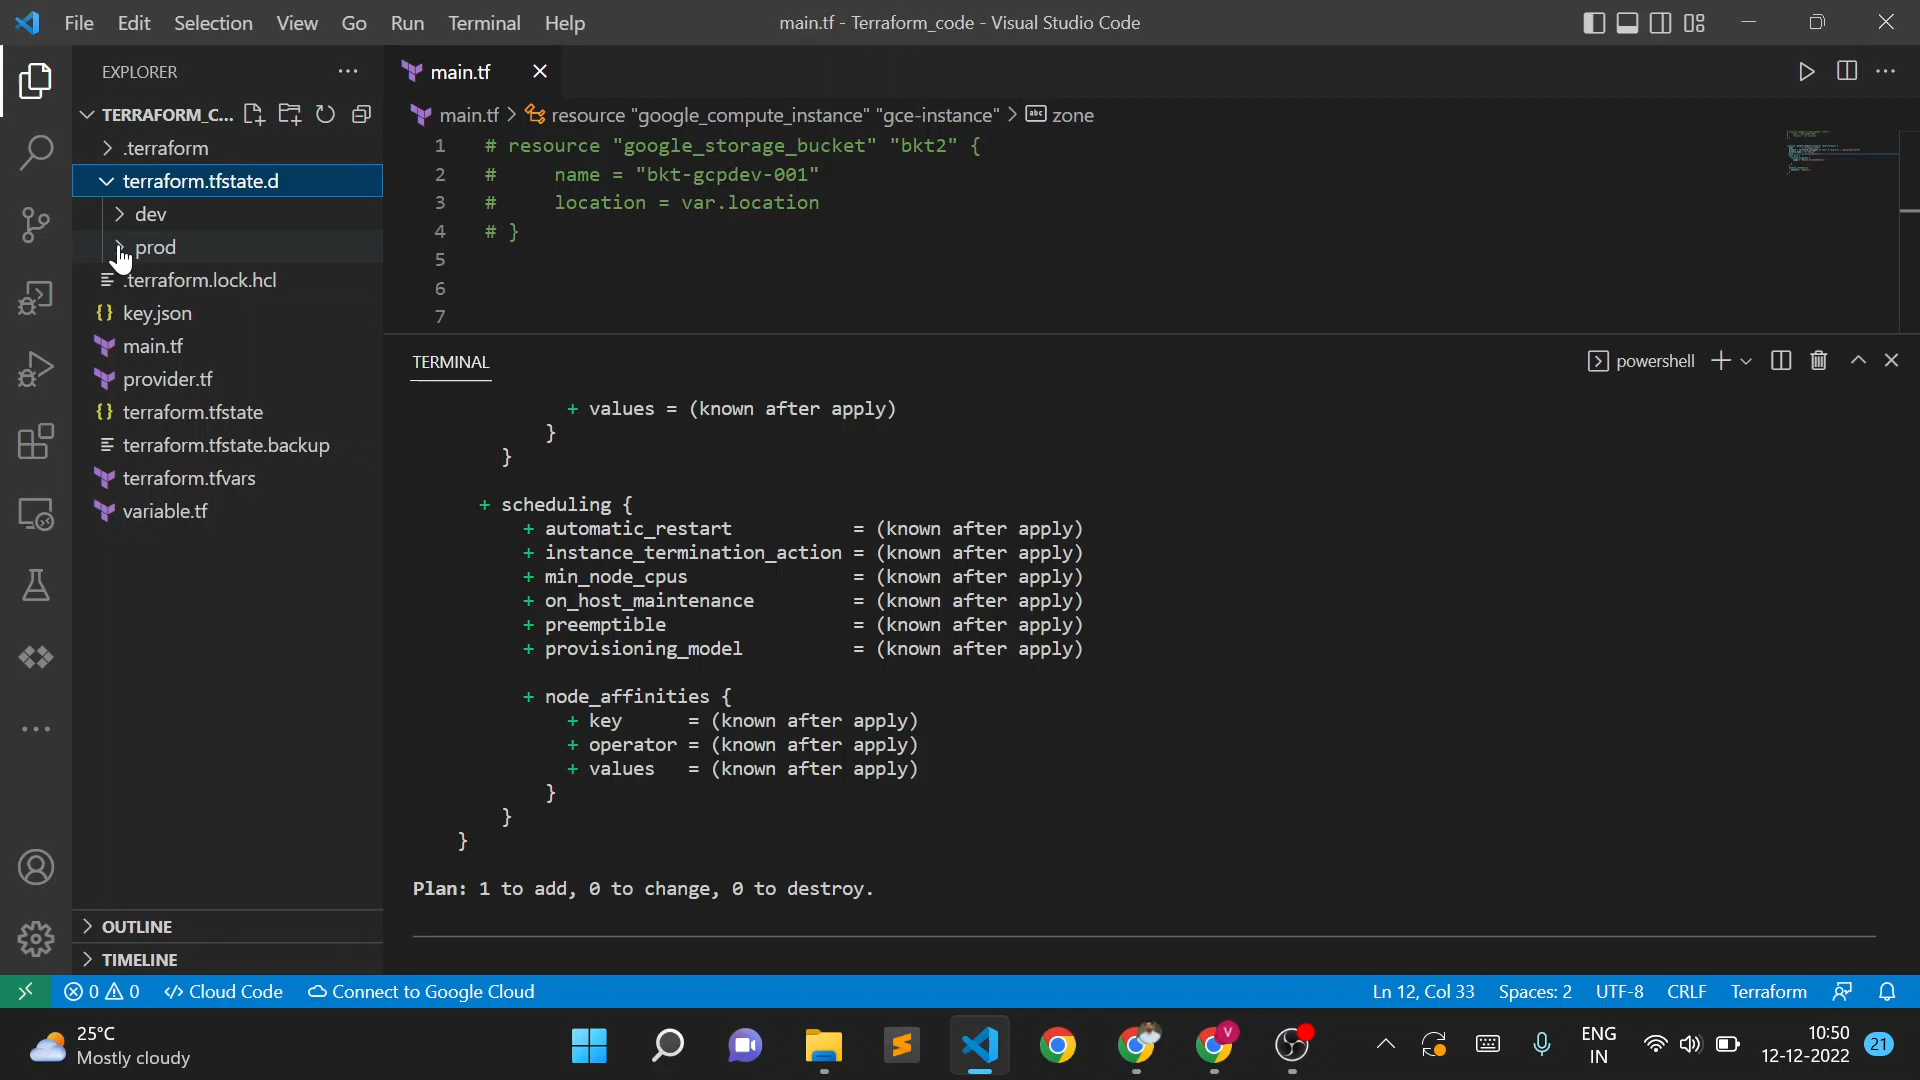 File Edit Selection View Go Run Terminal Help
main.tf - Terraform_code - Visual Studio Code
EXPLORER
TERRAFORM_C...
.terraform
terraform.tfstate.d
dev
prod
.terraform.lock.hcl
key.json
main.tf
provider.tf
terraform.tfstate
terraform.tfstate.backup
terraform.tfvars
variable.tf
OUTLINE
TIMELINE
main.tf
main.tf > resource "google_compute_instance" "gce-instance" > zone
1 # resource "google_storage_bucket" "bkt2" {
2 #     name = "bkt-gcpdev-001"
3 #     location = var.location
4 # }
5
6
7
TERMINAL
powershell
+ values = (known after apply)
}
}
+ scheduling {
+ automatic_restart = (known after apply)
+ instance_termination_action = (known after apply)
+ min_node_cpus = (known after apply)
+ on_host_maintenance = (known after apply)
+ preemptible = (known after apply)
+ provisioning_model = (known after apply)
+ node_affinities {
+ key = (known after apply)
+ operator = (known after apply)
+ values = (known after apply)
}
}
}
Plan: 1 to add, 0 to change, 0 to destroy.
0 0 Cloud Code Connect to Google Cloud
Ln 12, Col 33 Spaces: 2 UTF-8 CRLF Terraform
25°C
Mostly cloudy
V
ENG
IN
10:50
12-12-2022
21